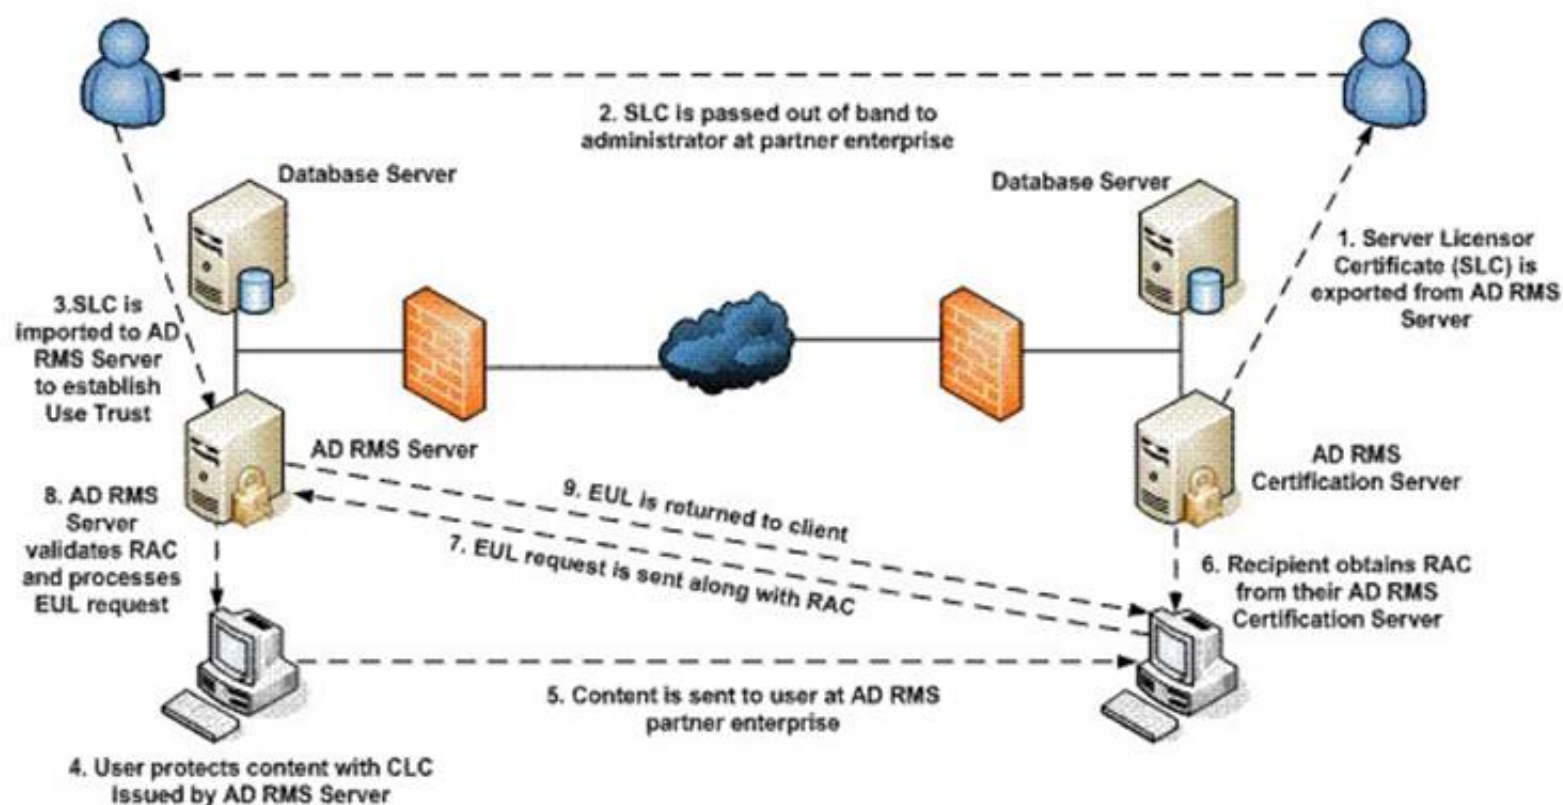 2. SLC is passed out of band to
administrator at partner enterprise
Database Server
Database Server
1. Server Licensor
Certificate (SLC) is
exported from AD RMS
Server
3.SLC is
imported to AD
RMS Server
to establish
Use Trust
AD RMS Server
AD RMS
Certification Server
8. AD RMS
Server
validates RAC
and processes
EUL request
9. EUL is returned to client
7. EUL request is sent along with RAC
6. Recipient obtains RAC
from their AD RMS
Certification Server
5. Content is sent to user at AD RMS
partner enterprise
4. User protects content with CLC
issued by AD RMS Server